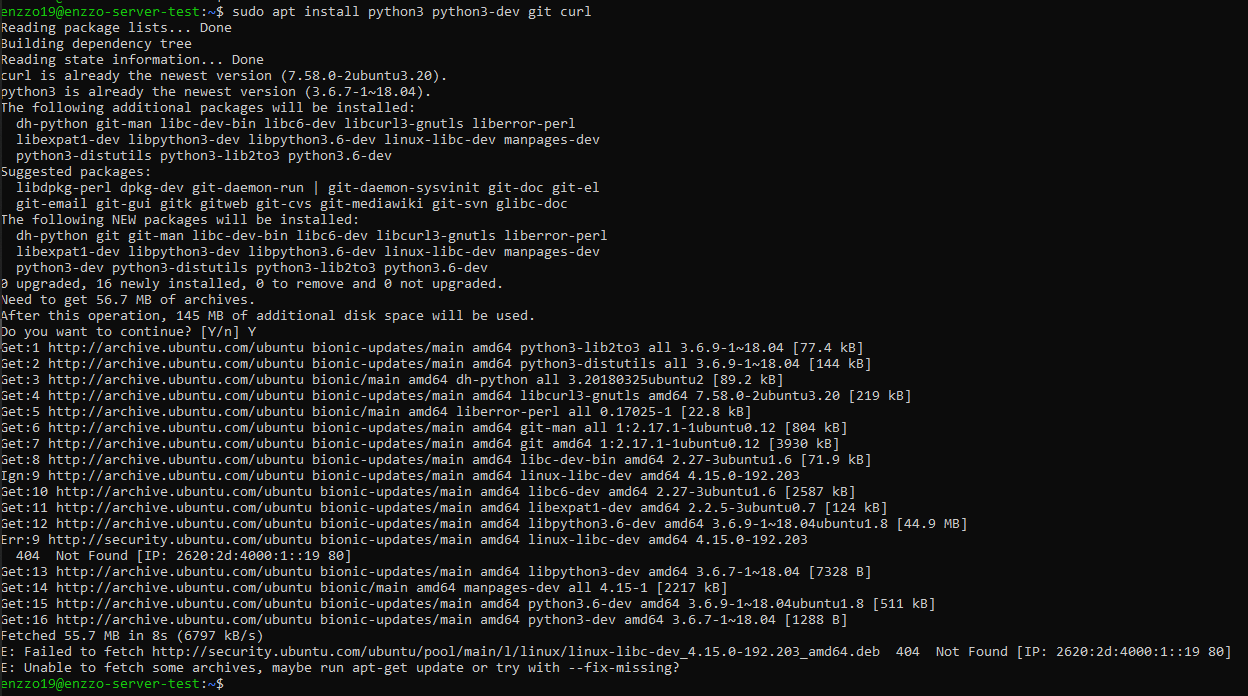 enzzo19@enzzo-server-test:~$ sudo apt install python3 python3-dev git curl
Reading package lists... Done
Building dependency tree
Reading state information... Done
curl is already the newest version (7.58.0-2ubuntu3.20).
python3 is already the newest version (3.6.7-1~18.04).
The following additional packages will be installed:
  dh-python git-man libc-dev-bin libc6-dev libcurl3-gnutls liberror-perl
  libexpat1-dev libpython3-dev libpython3.6-dev linux-libc-dev manpages-dev
  python3-distutils python3-lib2to3 python3.6-dev
Suggested packages:
  libdpkg-perl dpkg-dev git-daemon-run | git-daemon-sysvinit git-doc git-el
  git-email git-gui gitk gitweb git-cvs git-mediawiki git-svn glibc-doc
The following NEW packages will be installed:
  dh-python git git-man libc-dev-bin libc6-dev libcurl3-gnutls liberror-perl
  libexpat1-dev libpython3-dev libpython3.6-dev linux-libc-dev manpages-dev
  python3-dev python3-distutils python3-lib2to3 python3.6-dev
0 upgraded, 16 newly installed, 0 to remove and 0 not upgraded.
Need to get 56.7 MB of archives.
After this operation, 145 MB of additional disk space will be used.
Do you want to continue? [Y/n] Y
Get:1 http://archive.ubuntu.com/ubuntu bionic-updates/main amd64 python3-lib2to3 all 3.6.9-1~18.04 [77.4 kB]
Get:2 http://archive.ubuntu.com/ubuntu bionic-updates/main amd64 python3-distutils all 3.6.9-1~18.04 [144 kB]
Get:3 http://archive.ubuntu.com/ubuntu bionic/main amd64 dh-python all 3.20180325ubuntu2 [89.2 kB]
Get:4 http://archive.ubuntu.com/ubuntu bionic-updates/main amd64 libcurl3-gnutls amd64 7.58.0-2ubuntu3.20 [219 kB]
Get:5 http://archive.ubuntu.com/ubuntu bionic/main amd64 liberror-perl all 0.17025-1 [22.8 kB]
Get:6 http://archive.ubuntu.com/ubuntu bionic-updates/main amd64 git-man all 1:2.17.1-1ubuntu0.12 [804 kB]
Get:7 http://archive.ubuntu.com/ubuntu bionic-updates/main amd64 git amd64 1:2.17.1-1ubuntu0.12 [3930 kB]
Get:8 http://archive.ubuntu.com/ubuntu bionic-updates/main amd64 libc-dev-bin amd64 2.27-3ubuntu1.6 [71.9 kB]
Ign:9 http://archive.ubuntu.com/ubuntu bionic-updates/main amd64 linux-libc-dev amd64 4.15.0-192.203
Get:10 http://archive.ubuntu.com/ubuntu bionic-updates/main amd64 libc6-dev amd64 2.27-3ubuntu1.6 [2587 kB]
Get:11 http://archive.ubuntu.com/ubuntu bionic-updates/main amd64 libexpat1-dev amd64 2.2.5-3ubuntu0.7 [124 kB]
Get:12 http://archive.ubuntu.com/ubuntu bionic-updates/main amd64 libpython3.6-dev amd64 3.6.9-1~18.04ubuntu1.8 [44.9 MB]
Err:9 http://security.ubuntu.com/ubuntu bionic-updates/main amd64 linux-libc-dev amd64 4.15.0-192.203
  404  Not Found [IP: 2620:2d:4000:1::19 80]
Get:13 http://archive.ubuntu.com/ubuntu bionic-updates/main amd64 libpython3-dev amd64 3.6.7-1~18.04 [7328 B]
Get:14 http://archive.ubuntu.com/ubuntu bionic/main amd64 manpages-dev all 4.15-1 [2217 kB]
Get:15 http://archive.ubuntu.com/ubuntu bionic-updates/main amd64 python3.6-dev amd64 3.6.9-1~18.04ubuntu1.8 [511 kB]
Get:16 http://archive.ubuntu.com/ubuntu bionic-updates/main amd64 python3-dev amd64 3.6.7-1~18.04 [1288 B]
Fetched 55.7 MB in 8s (6797 kB/s)
E: Failed to fetch http://security.ubuntu.com/ubuntu/pool/main/l/linux/linux-libc-dev_4.15.0-192.203_amd64.deb  404  Not Found [IP: 2620:2d:4000:1::19 80]
E: Unable to fetch some archives, maybe run apt-get update or try with --fix-missing?
enzzo19@enzzo-server-test:~$